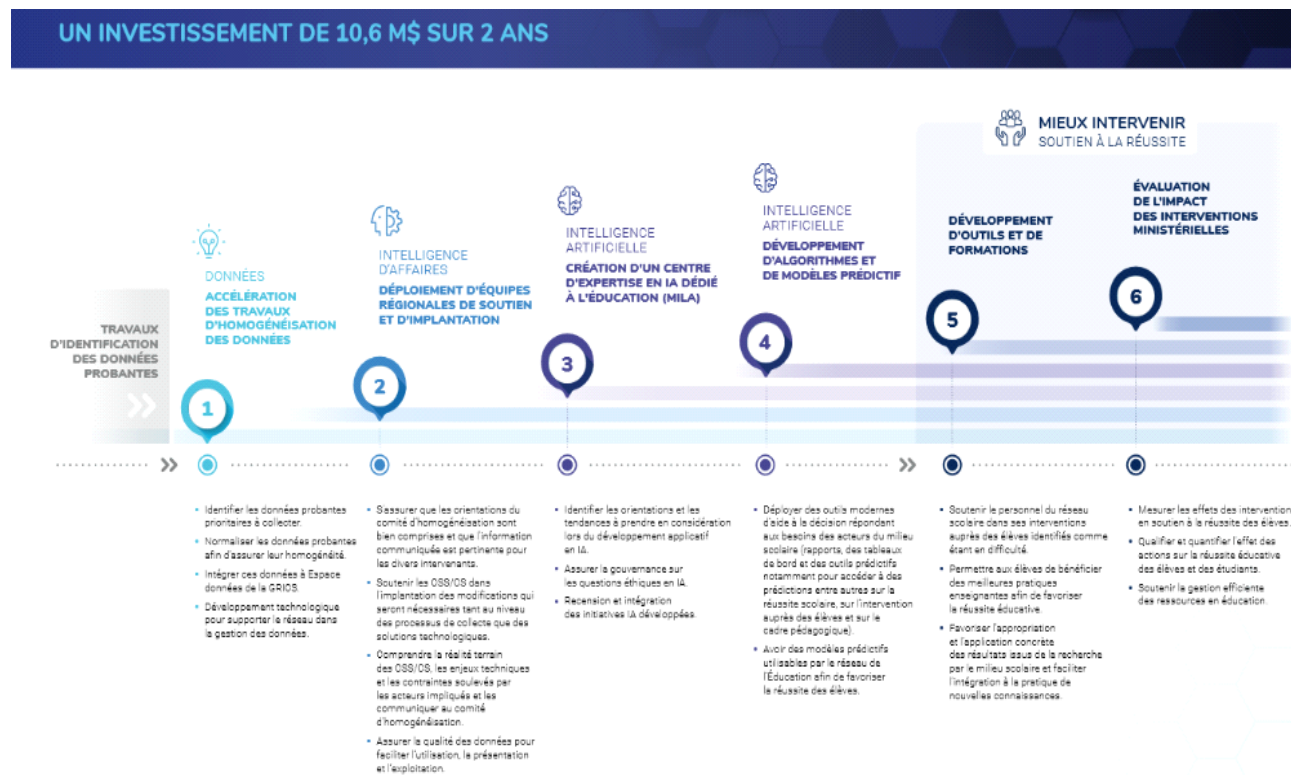 UN INVESTISSEMENT DE 10,6 M$ SUR 2 ANS
TRAVAUX
D'IDENTIFICATION
DES DONNÉES
PROBANTES
DONNÉES
ACCÉLÉRATION
DES TRAVAUX
D'HOMOGÉNÉISATION
DES DONNÉES
1
• Identifier les données probantes
prioritaires à collecter.
• Normaliser les données probantes
afin d'assurer leur homogénéité.
• Intégrer ces données à Espace
données de la GRICS.
• Développement technologique
pour supporter le réseau dans
la gestion des données.
INTELLIGENCE
D'AFFAIRES
DÉPLOIEMENT D'ÉQUIPES
RÉGIONALES DE SOUTIEN
ET D'IMPLANTATION
2
• S'assurer que les orientations du
comité d'homogénéisation sont
bien comprises et que l'information
communiquée est pertinente pour
les divers intervenants.
• Soutenir les CSS/CS dans
l'implantation des modifications qui
seront nécessaires tant au niveau
des processus de collecte que des
solutions technologiques.
• Comprendre la réalité terrain
des CSS/CS, les enjeux techniques
et les contraintes soulevés par
les acteurs impliqués et les
communiquer au comité
d'homogénéisation.
• Assurer la qualité des données pour
faciliter l'utilisation, la présentation
et l'exploitation.
INTELLIGENCE
ARTIFICIELLE
CRÉATION D'UN CENTRE
D'EXPERTISE EN IA DÉDIÉ
À L'ÉDUCATION (MILA)
3
• Identifier les orientations et les
tendances à prendre en considération
lors du développement applicatif
en IA.
• Assurer la gouvernance sur
les questions éthiques en IA.
• Recension et intégration
des initiatives IA développées.
INTELLIGENCE
ARTIFICIELLE
DÉVELOPPEMENT
D'ALGORITHMES ET
DE MODÈLES PRÉDICTIF
4
• Déployer des outils modernes
d'aide à la décision répondant
aux besoins des acteurs du milieu
scolaire (rapports, des tableaux
de bord et des outils prédictifs
notamment pour accéder à des
prédictions entre autres sur la
réussite scolaire, sur l'intervention
auprès des élèves et sur le
cadre pédagogique).
• Avoir des modèles prédictifs
utilisables par le réseau de
l'Éducation afin de favoriser
la réussite des élèves.
MIEUX INTERVENIR
SOUTIEN À LA RÉUSSITE
DÉVELOPPEMENT
D'OUTILS ET DE
FORMATIONS
5
• Soutenir le personnel du réseau
scolaire dans ses interventions
auprès des élèves identifiés comme
étant en difficulté.
• Permettre aux élèves de bénéficier
des meilleures pratiques
enseignantes afin de favoriser
la réussite éducative.
• Favoriser l'appropriation
et l'application concrète
des résultats issus de la recherche
par le milieu scolaire et faciliter
l'intégration à la pratique de
nouvelles connaissances.
ÉVALUATION
DE L'IMPACT
DES INTERVENTIONS
MINISTÉRIELLES
6
• Mesurer les effets des intervention
en soutien à la réussite des élèves.
• Qualifier et quantifier l'effet des
actions sur la réussite éducative
des élèves et des étudiants.
• Soutenir la gestion efficiente
des ressources en éducation.